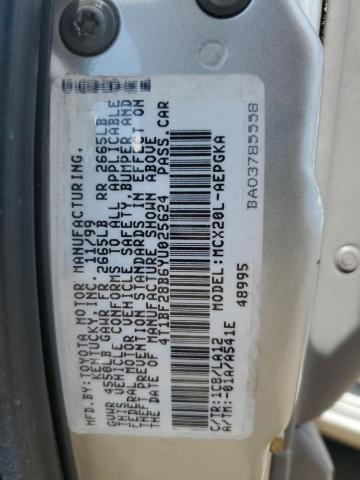 MFD.BY:TOYOTA MOTOR MANUFACTURING,
KENTUCKY, INC. 11/99
GVWR 4550LB GAWR FR 2665LB RR 2665LB
THIS VEHICLE CONFORMS TO ALL APPLICABLE
FEDERAL MOTOR VEHICLE SAFETY, BUMPER, AND
THEFT PREVENTION STANDARDS IN EFFECT ON
THE DATE OF MANUFACTURE SHOWN ABOVE.
4T1BF28B6YU025624 PASS.CAR
MODEL:MCX20L-AEPGKA
48995
C/TR:1C8/LA12
A/TM:-01A/A541E
BA03785558